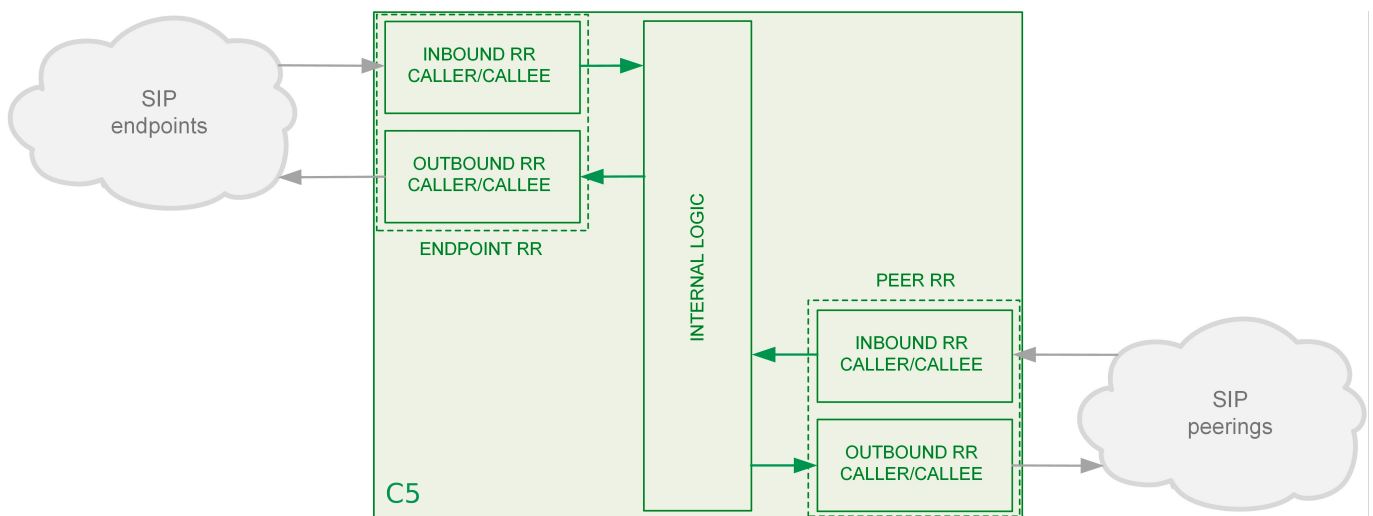 SIP
endpoints
INBOUND RR
CALLER/CALLEE
OUTBOUND RR
CALLER/CALLEE
ENDPOINT RR
INTERNAL LOGIC
PEER RR
INBOUND RR
CALLER/CALLEE
OUTBOUND RR
CALLER/CALLEE
SIP
peerings
C5